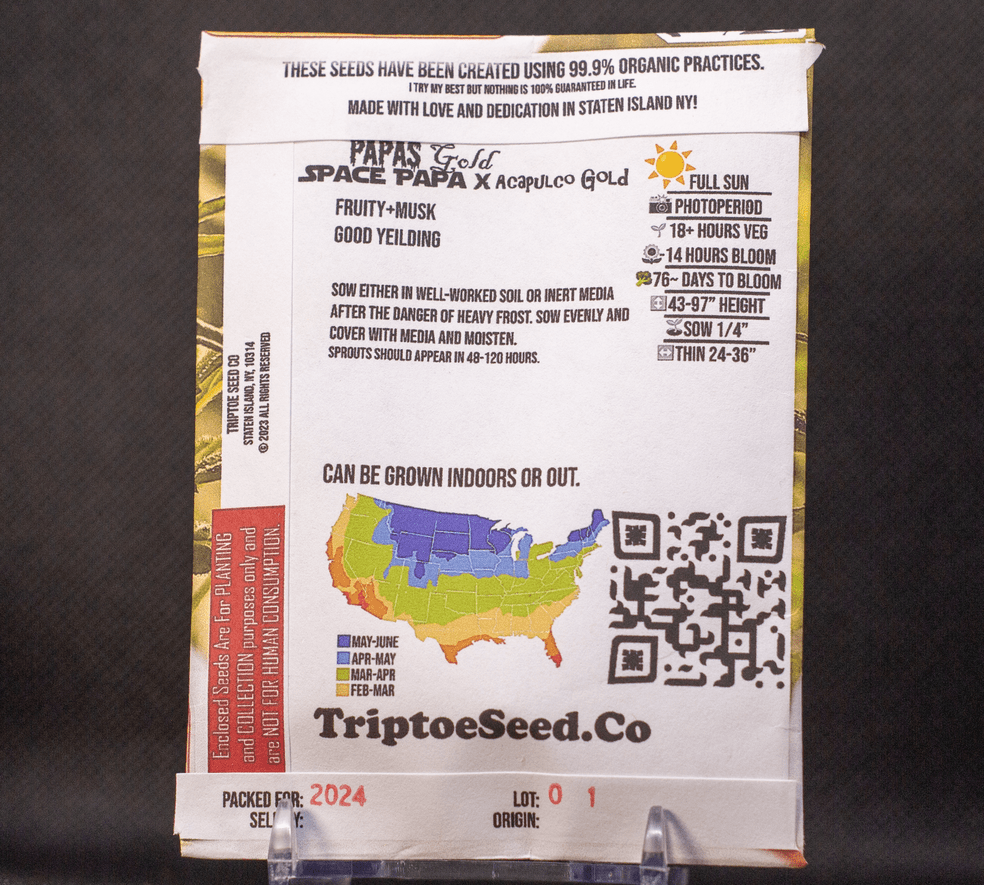 THESE SEEDS HAVE BEEN CREATED USING 99.9% ORGANIC PRACTICES.
I TRY MY BEST BUT NOTHING IS 100% GUARANTEED IN LIFE.
MADE WITH LOVE AND DEDICATION IN STATEN ISLAND NY!
PAPAS Gold
SPACE PAPA X Acapulco Gold
FRUITY+MUSK
GOOD YEILDING
SOW EITHER IN WELL-WORKED SOIL OR INERT MEDIA
AFTER THE DANGER OF HEAVY FROST. SOW EVENLY AND
COVER WITH MEDIA AND MOISTEN.
SPROUTS SHOULD APPEAR IN 48-120 HOURS.
FULL SUN
PHOTOPERIOD
18+ HOURS VEG
-14 HOURS BLOOM
76~ DAYS TO BLOOM
43-97" HEIGHT
SOW 1/4"
THIN 24-36"
TRIPTOE SEED CO
STATEN ISLAND, NY, 10314
© 2023 ALL RIGHTS RESERVED
CAN BE GROWN INDOORS OR OUT.
MAY-JUNE
APR-MAY
MAR-APR
FEB-MAR
Enclosed Seeds Are For PLANTING
and COLLECTION purposes only and
are NOT FOR HUMAN CONSUMPTION.
TriptoeSeed.Co
PACKED FOR: 2024
LOT: 0 1
ORIGIN: